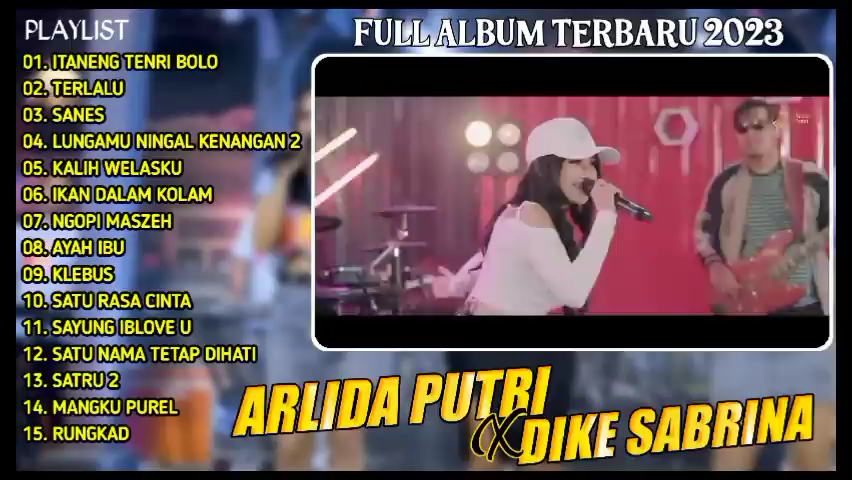 PLAYLIST
FULL ALBUM TERBARU 2023
01. ITANENG TENRI BOLO
02. TERLALU
03. SANES
04. LUNGAMU NINGAL KENANGAN 2
05. KALIH WELASKU
06. IKAN DALAM KOLAM
07. NGOPI MASZEH
08. AYAH IBU
09. KLEBUS
10. SATU RASA CINTA
11. SAYUNG IBLOVE U
12. SATU NAMA TETAP DIHATI
13. SATRU 2
14. MANGKU PUREL
15. RUNGKAD
ARLIDA PUTRI
X DIKE SABRINA